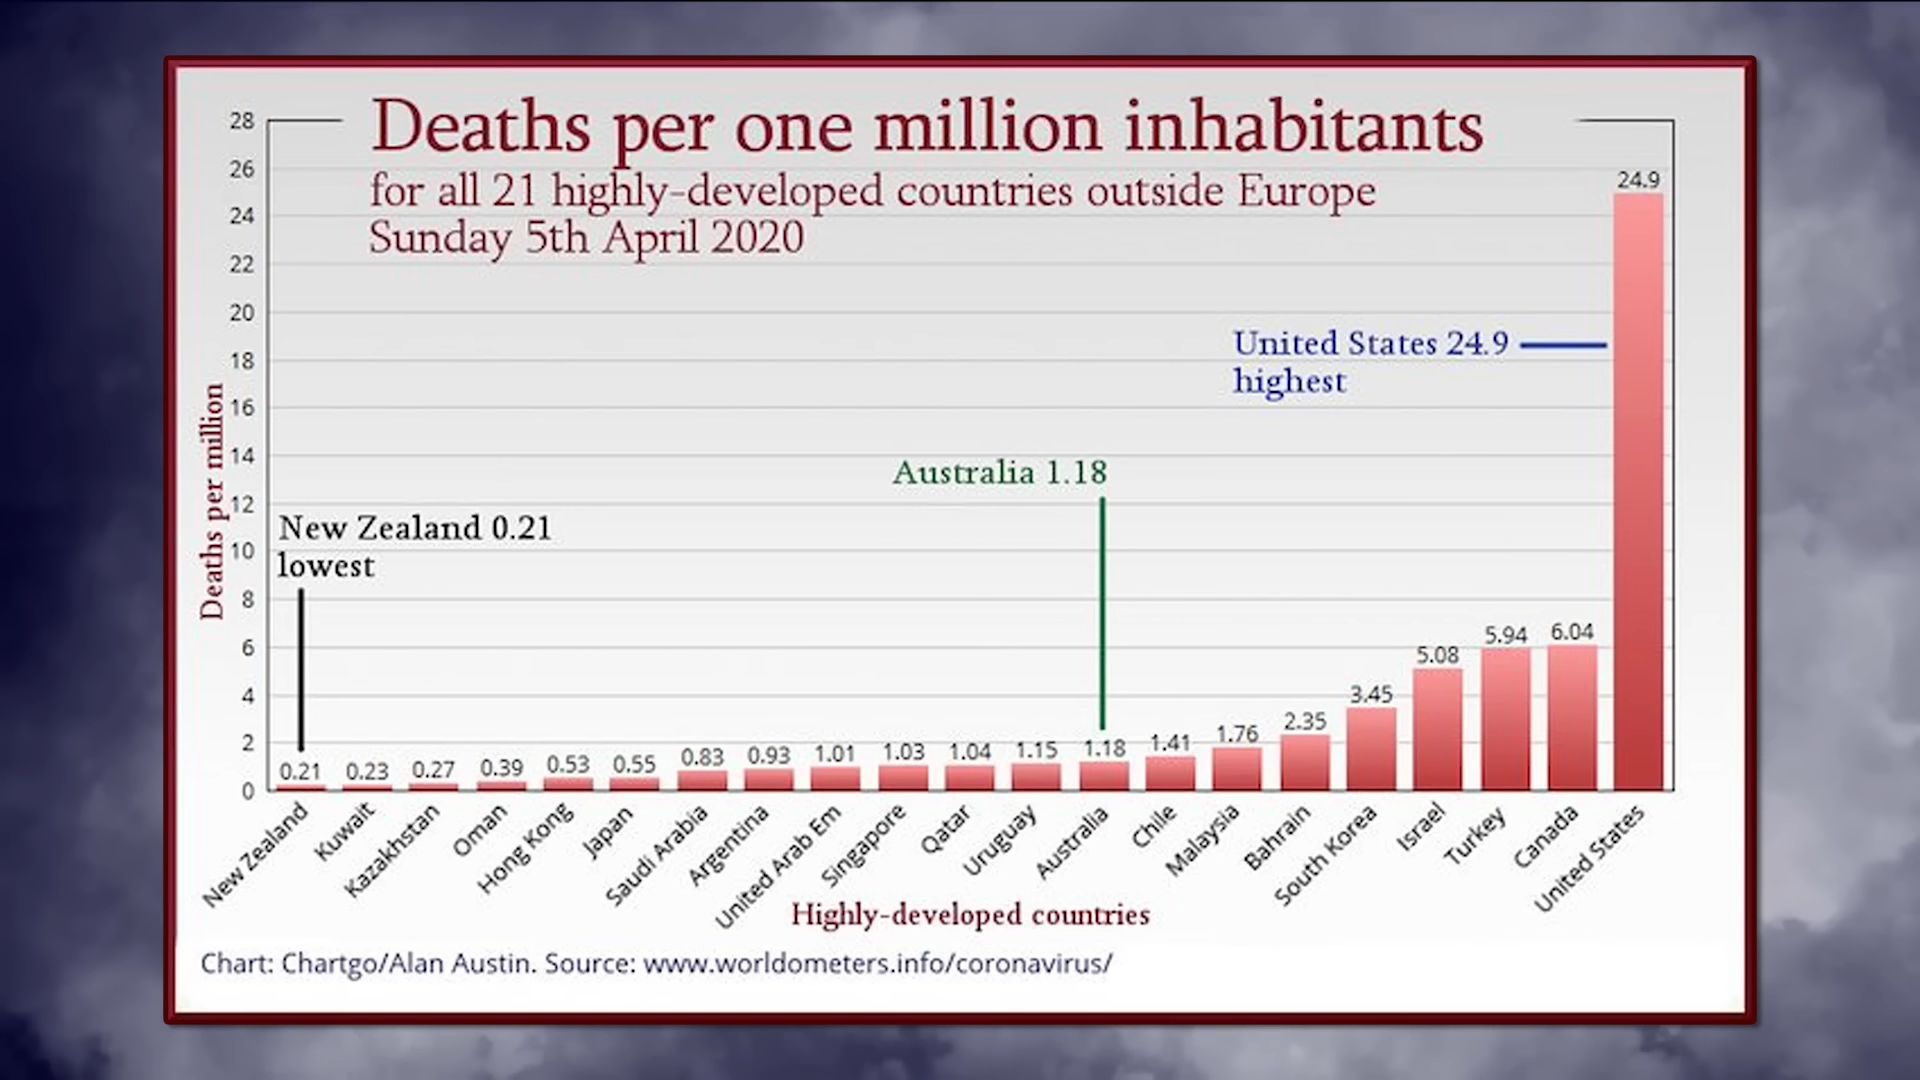 Deaths per one million inhabitants
for all 21 highly-developed countries outside Europe
Sunday 5th April 2020
28
26
24
22
20
18
16
14
12
10
8
6
4
2
0
Deaths per million
New Zealand 0.21
lowest
Australia 1.18
United States 24.9
highest
0.21 0.23 0.27 0.39 0.53 0.55 0.83 0.93 1.01 1.03 1.04 1.15 1.18 1.41 1.76 2.35 3.45 5.08 5.94 6.04 24.9
New Zealand
Kuwait
Kazakhstan
Oman
Hong Kong
Japan
Saudi Arabia
Argentina
United Arab Em
Singapore
Qatar
Uruguay
Australia
Chile
Malaysia
Bahrain
South Korea
Israel
Turkey
Canada
United States
Highly-developed countries
Chart: Chartgo/Alan Austin. Source: www.worldometers.info/coronavirus/